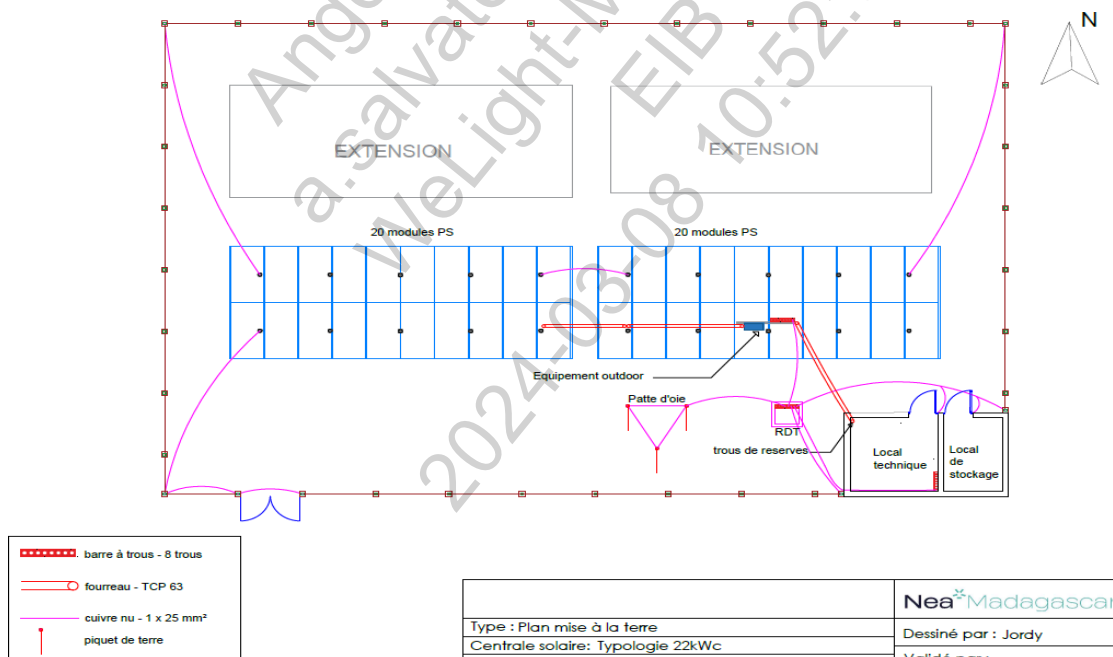 N
EXTENSION
EXTENSION
20 modules PS
20 modules PS
Equipement outdoor
Patte d'oie
RDT
trous de reserves
Local
technique
Local
de
stockage
barre à trous - 8 trous
fourreau - TCP 63
cuivre nu - 1 x 25 mm²
piquet de terre
Nea Madagascar
Type : Plan mise à la terre
Dessiné par : Jordy
Centrale solaire: Typologie 22kWc
a.salvato
WeLight-M
EIB
2024-03-08 10:52: